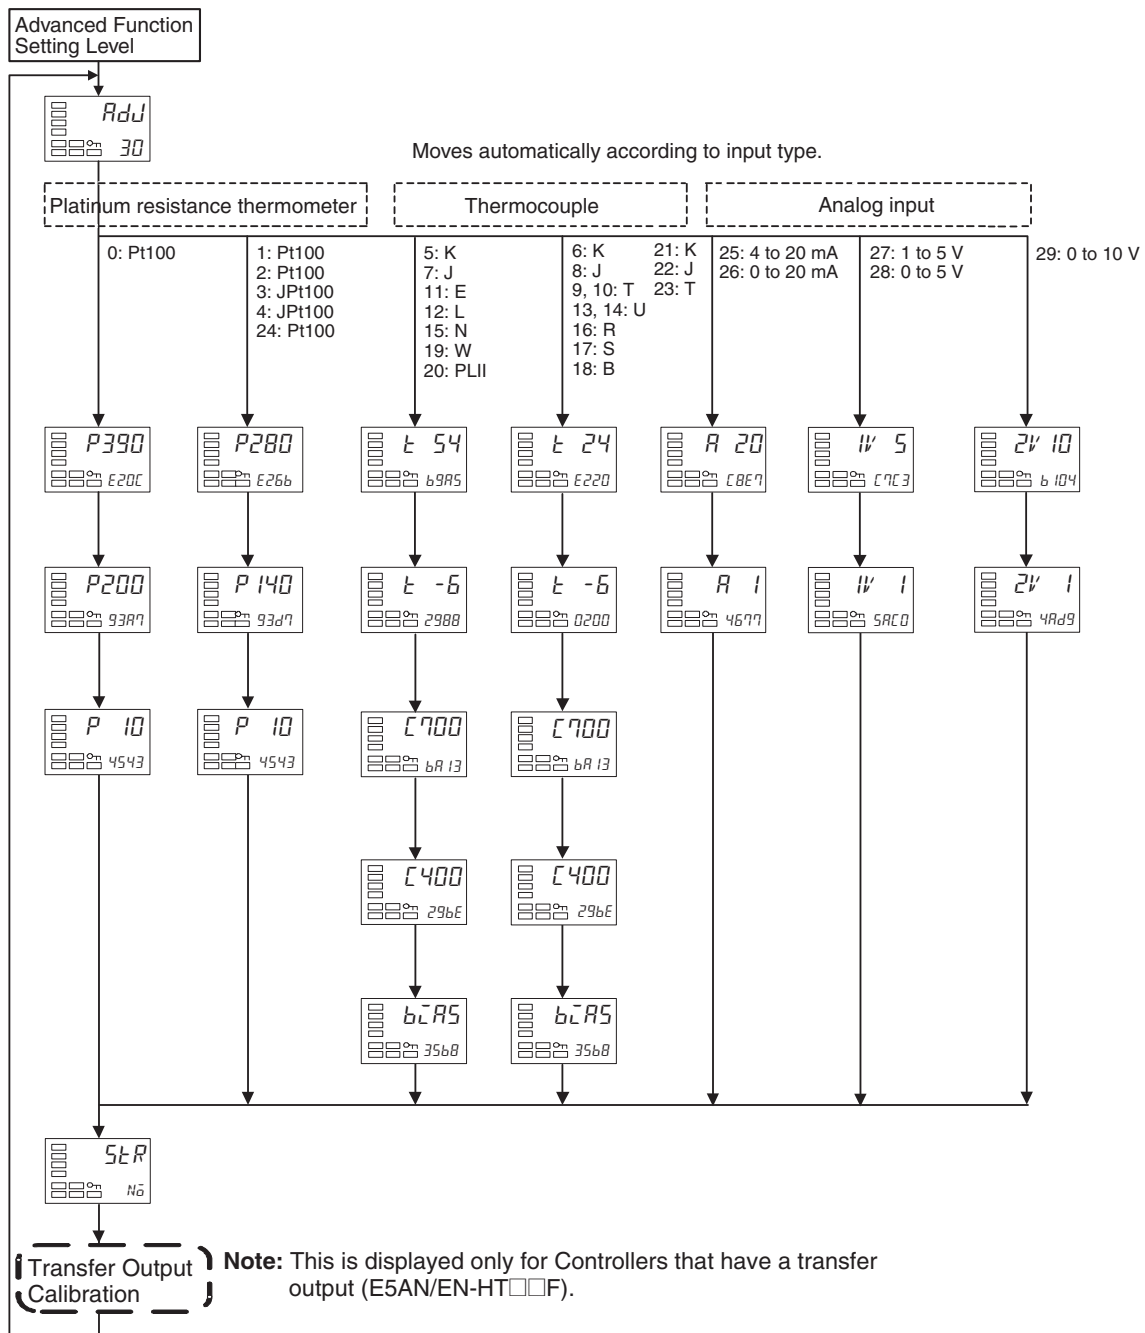 Advanced Function
Setting Level
AdJ
30
Moves automatically according to input type.
Platinum resistance thermometer
Thermocouple
Analog input
0: Pt100
1: Pt100
2: Pt100
3: JPt100
4: JPt100
24: Pt100
5: K
7: J
11: E
12: L
15: N
19: W
20: PLII
6: K
8: J
9, 10: T
13, 14: U
16: R
17: S
18: B
21: K
22: J
23: T
25: 4 to 20 mA
26: 0 to 20 mA
27: 1 to 5 V
28: 0 to 5 V
29: 0 to 10 V
P390
E20C
P280
E26b
t 54
b9A5
t 24
E220
A 20
C8E7
1V 5
C7C3
2V 10
b104
P200
93A7
P140
93d7
t -6
2988
t -6
0200
A 1
4677
1V 1
5AC0
2V 1
4Ad9
P 10
4543
P 10
4543
C700
bA13
C700
bA13
C400
29bE
C400
29bE
biAS
35b8
biAS
35b8
StR
No
Transfer Output
Calibration
Note: This is displayed only for Controllers that have a transfer
output (E5AN/EN-HT□□F).